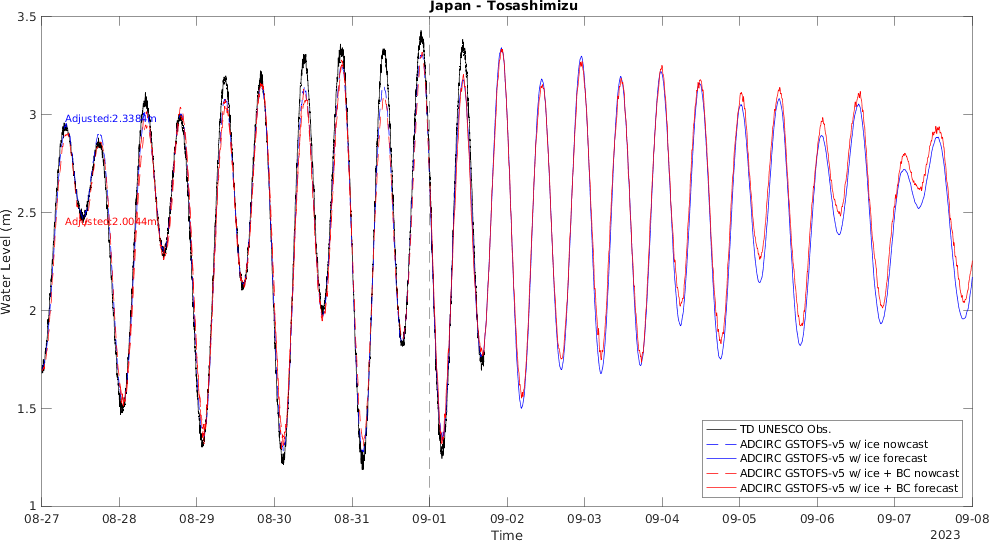 Japan - Tosashimizu
3.5
3
2.5
2
1.5
1
Water Level (m)
Adjusted:2.3384m
Adjusted:2.0044m
TD UNESCO Obs.
ADCIRC GSTOFS-v5 w/ ice nowcast
ADCIRC GSTOFS-v5 w/ ice forecast
ADCIRC GSTOFS-v5 w/ ice + BC nowcast
ADCIRC GSTOFS-v5 w/ ice + BC forecast
08-27 08-28 08-29 08-30 08-31 09-01 09-02 09-03 09-04 09-05 09-06 09-07 09-08
Time
2023